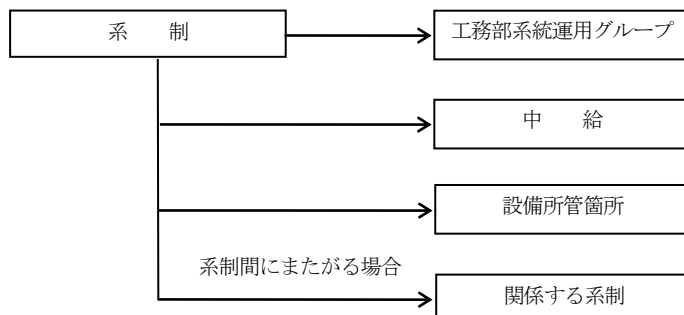 系　　制
工務部系統運用グループ
中　　給
設備所管箇所
系制間にまたがる場合
関係する系制